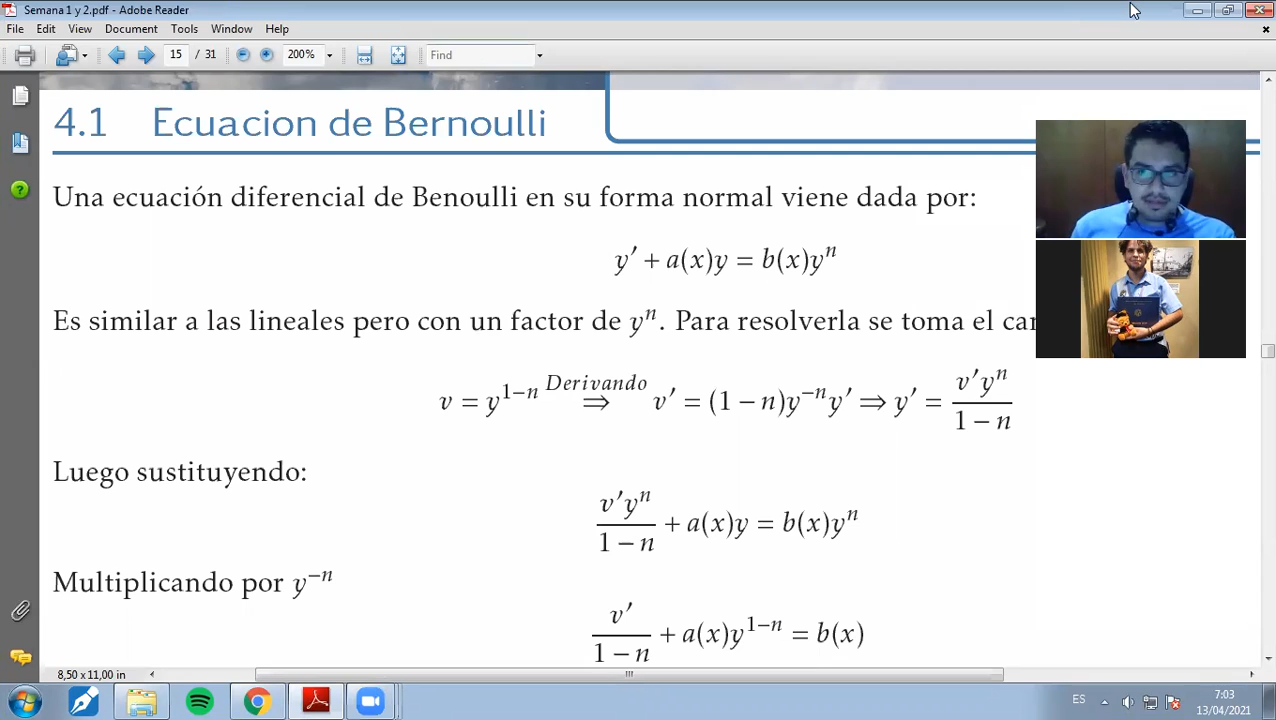 Semana 1 y 2.pdf - Adobe Reader
File Edit View Document Tools Window Help
15 / 31 200% Find
4.1 Ecuacion de Bernoulli
Una ecuación diferencial de Benoulli en su forma normal viene dada por:
y′ + a(x)y = b(x)yⁿ
Es similar a las lineales pero con un factor de yⁿ. Para resolverla se toma el
v = y¹⁻ⁿ Derivando ⇒ v′ = (1 − n)y⁻ⁿy′ ⇒ y′ = v′yⁿ / 1 − n
Luego sustituyendo:
v′yⁿ / 1 − n + a(x)y = b(x)yⁿ
Multiplicando por y⁻ⁿ
v′ / 1 − n + a(x)y¹⁻ⁿ = b(x)
8,50 x 11,00 in
ES 7:03
13/04/2021